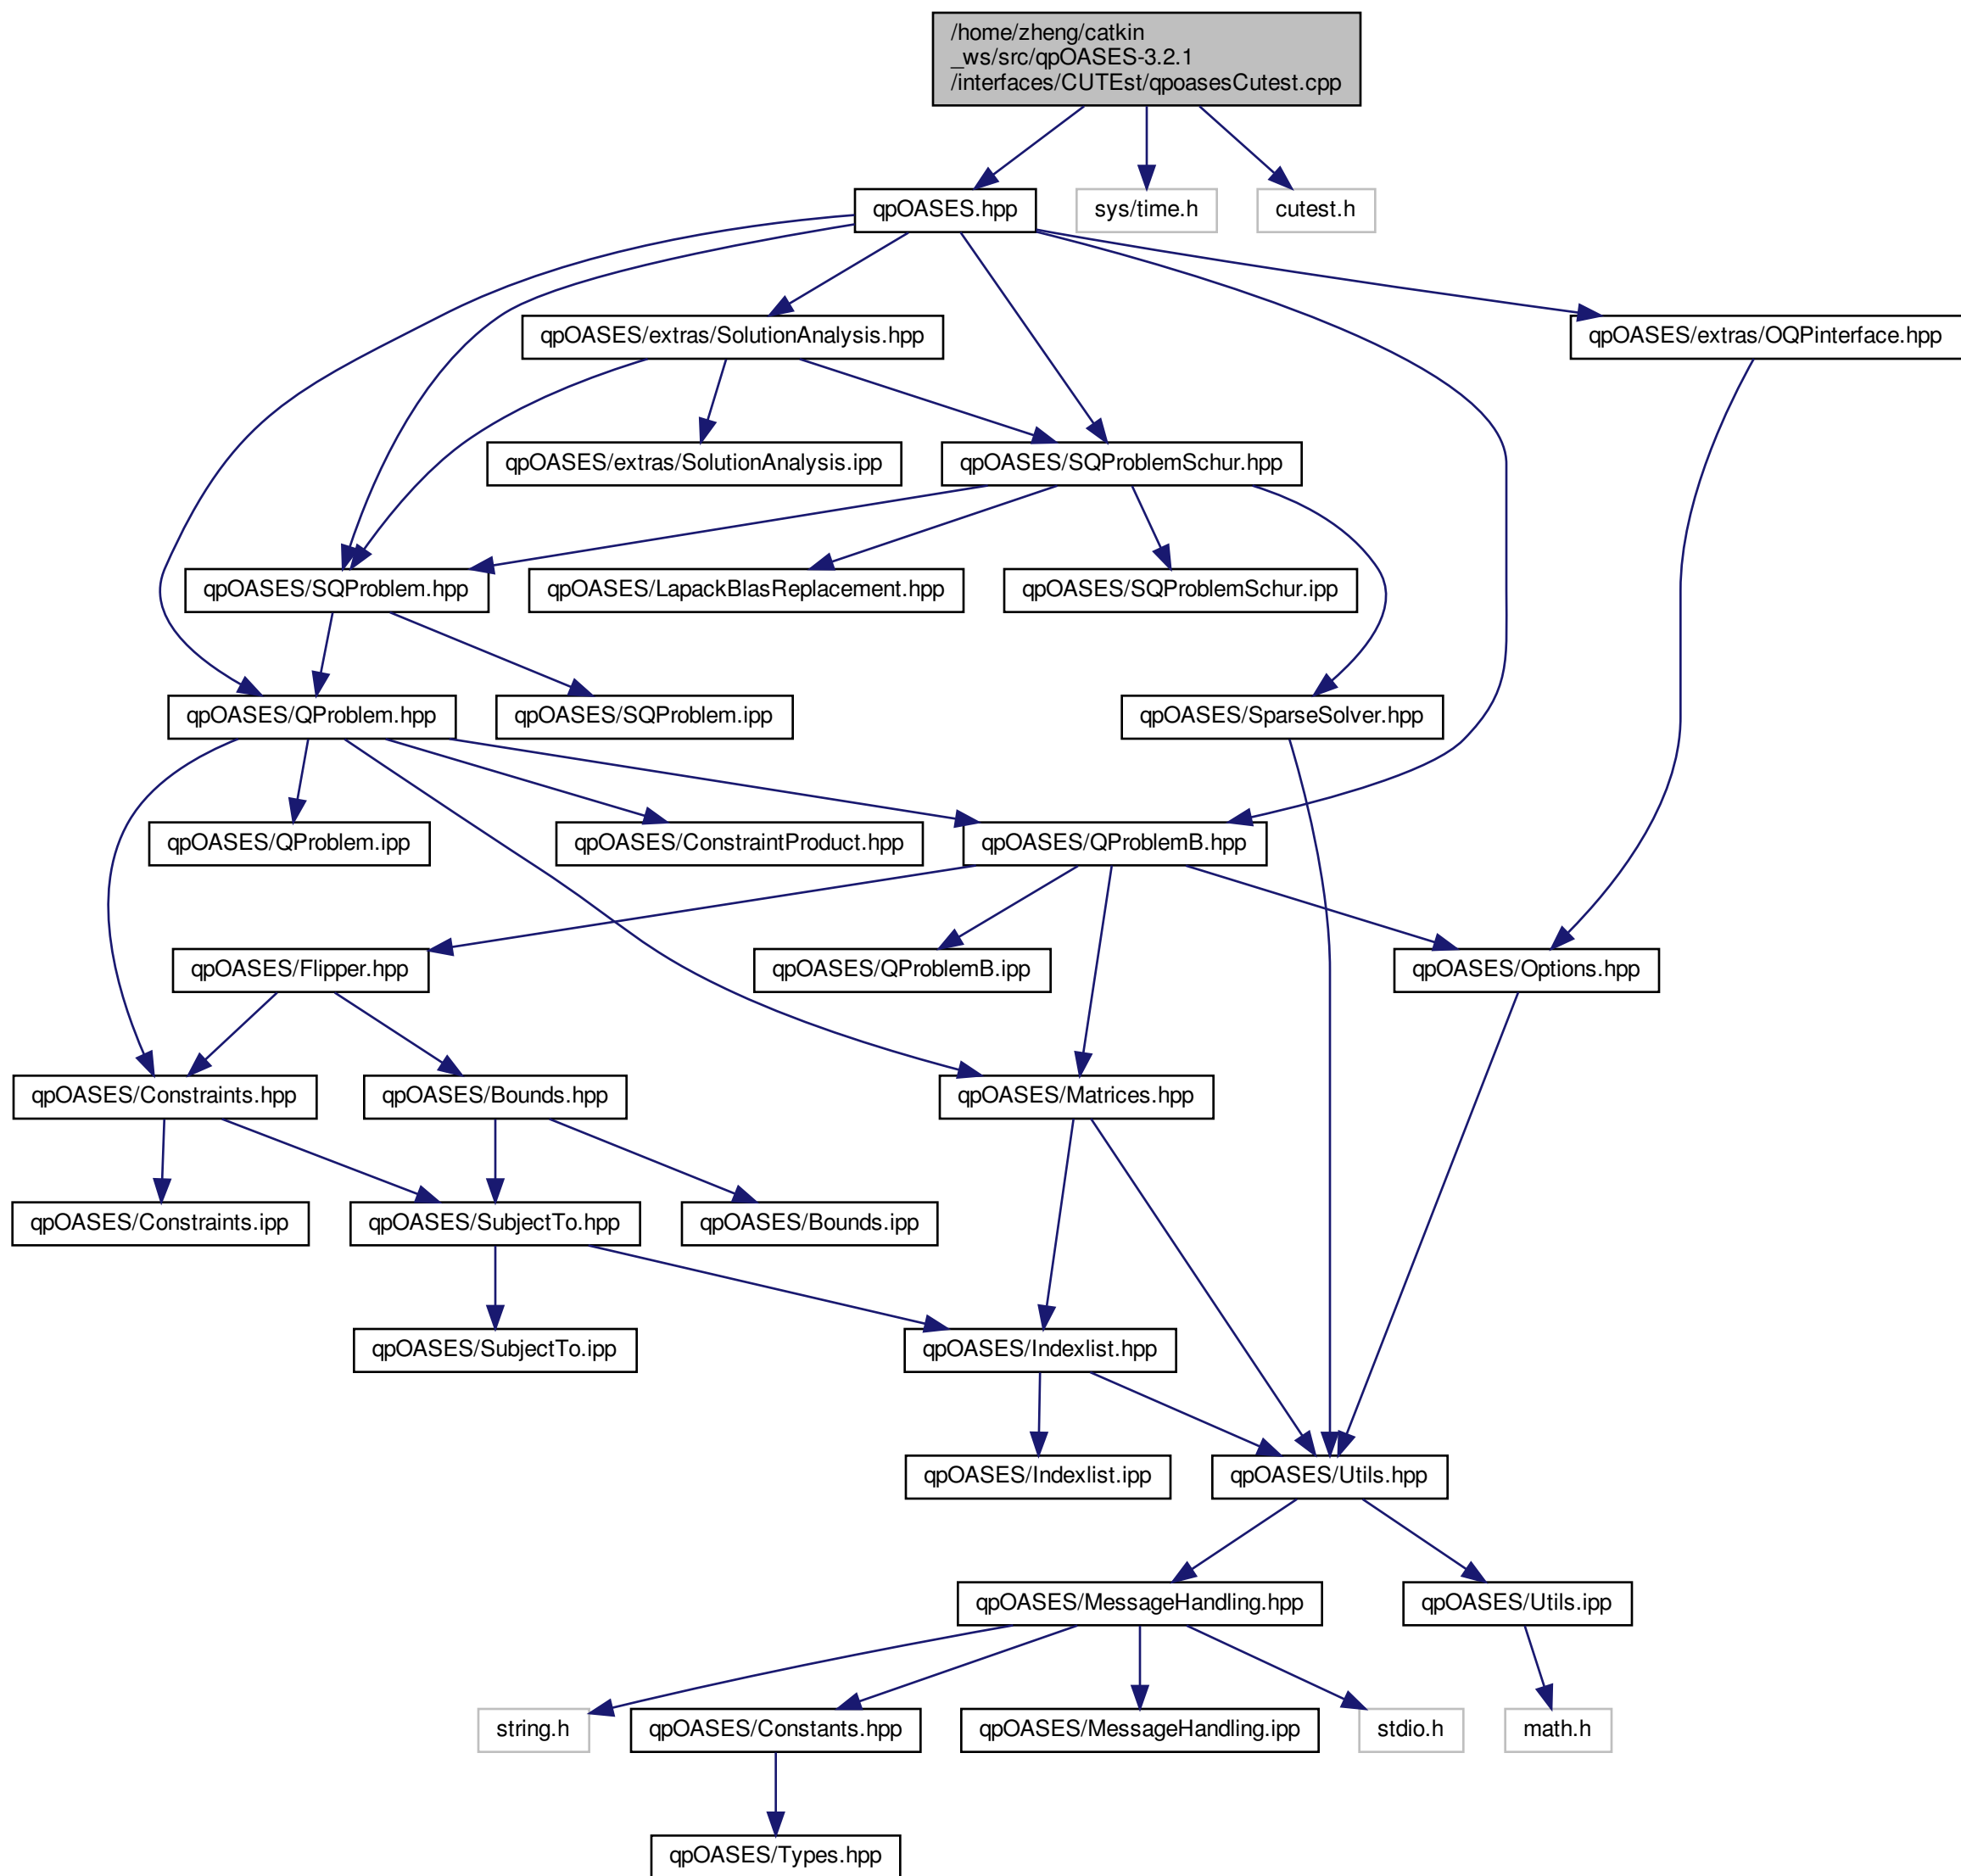 /home/zheng/catkin
_ws/src/qpOASES-3.2.1
/interfaces/CUTEst/qpoasesCutest.cpp
qpOASES.hpp
sys/time.h
cutest.h
qpOASES/extras/SolutionAnalysis.hpp
qpOASES/extras/OQPinterface.hpp
qpOASES/extras/SolutionAnalysis.ipp
qpOASES/SQProblemSchur.hpp
qpOASES/SQProblem.hpp
qpOASES/LapackBlasReplacement.hpp
qpOASES/SQProblemSchur.ipp
qpOASES/QProblem.hpp
qpOASES/SQProblem.ipp
qpOASES/SparseSolver.hpp
qpOASES/QProblem.ipp
qpOASES/ConstraintProduct.hpp
qpOASES/QProblemB.hpp
qpOASES/Flipper.hpp
qpOASES/QProblemB.ipp
qpOASES/Options.hpp
qpOASES/Constraints.hpp
qpOASES/Bounds.hpp
qpOASES/Matrices.hpp
qpOASES/Constraints.ipp
qpOASES/SubjectTo.hpp
qpOASES/Bounds.ipp
qpOASES/SubjectTo.ipp
qpOASES/Indexlist.hpp
qpOASES/Indexlist.ipp
qpOASES/Utils.hpp
qpOASES/MessageHandling.hpp
qpOASES/Utils.ipp
string.h
qpOASES/Constants.hpp
qpOASES/MessageHandling.ipp
stdio.h
math.h
qpOASES/Types.hpp